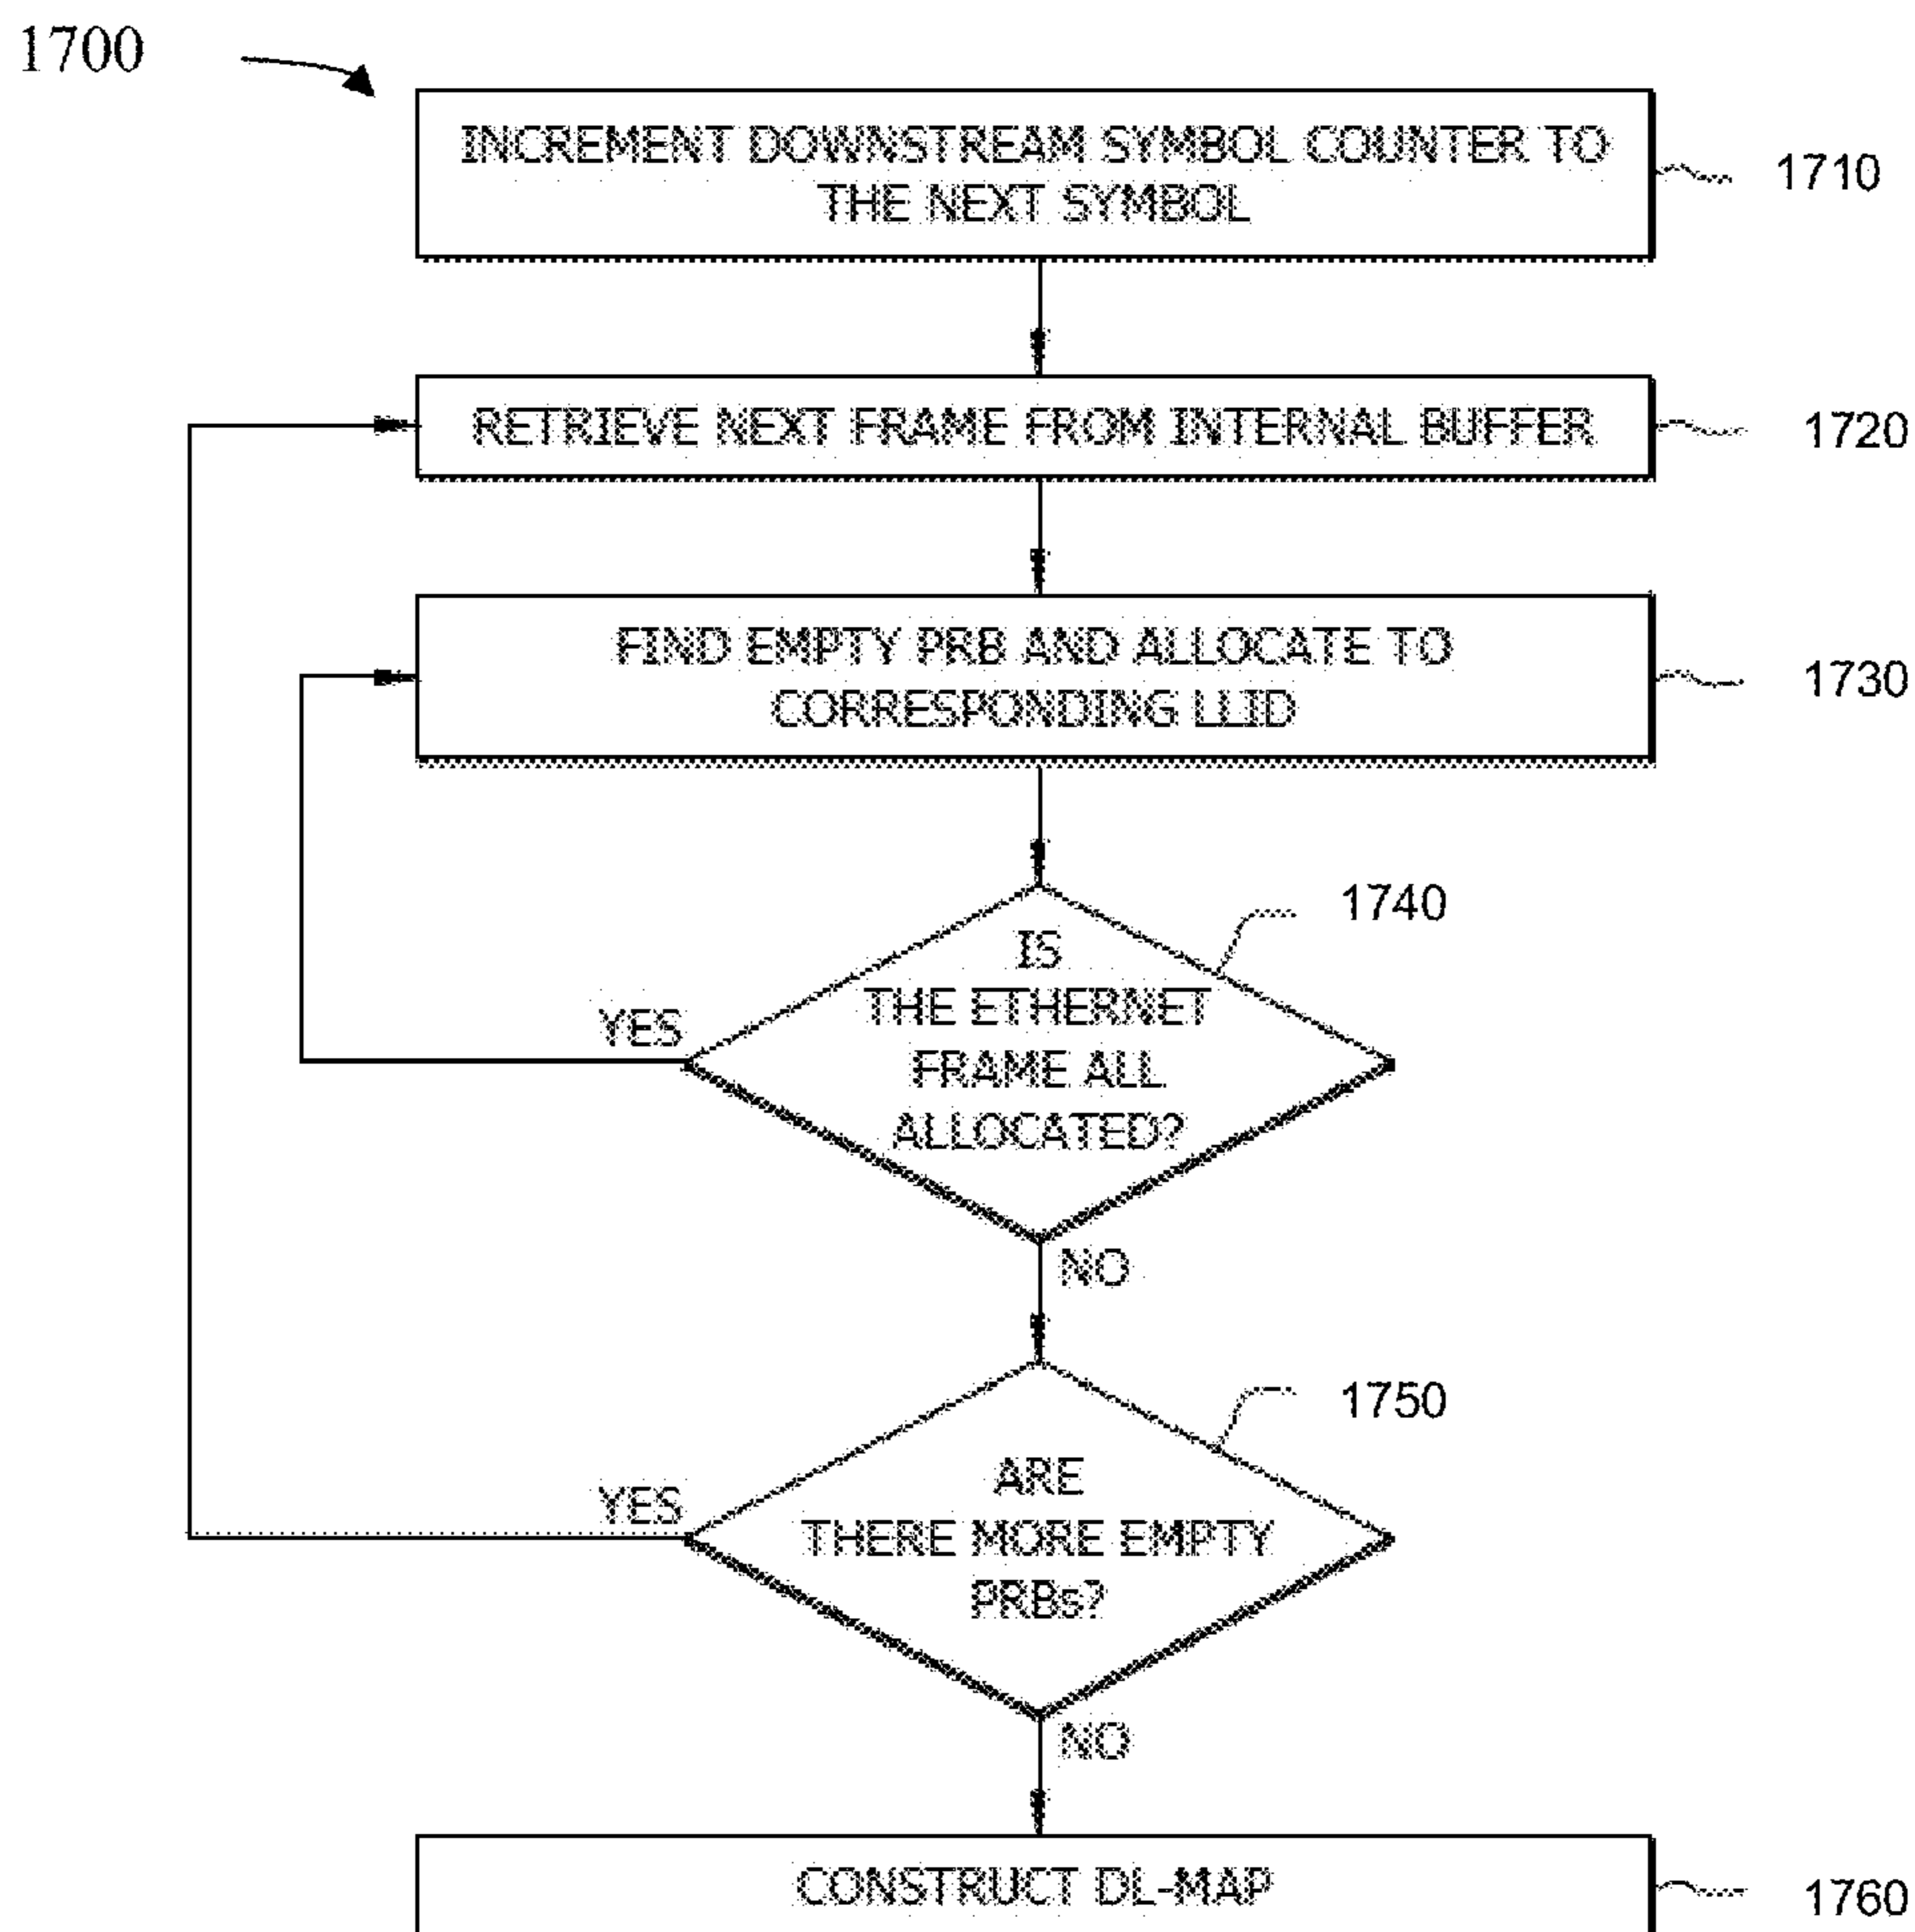 1700
INCREMENT DOWNSTREAM SYMBOL COUNTER TO
THE NEXT SYMBOL
1710
RETRIEVE NEXT FRAME FROM INTERNAL BUFFER
1720
FIND EMPTY PRB AND ALLOCATE TO
CORRESPONDING LLID
1730
1740
IS
THE ETHERNET
FRAME ALL
ALLOCATED?
YES
NO
1750
ARE
THERE MORE EMPTY
PRBs?
YES
NO
CONSTRUCT DL-MAP
1760